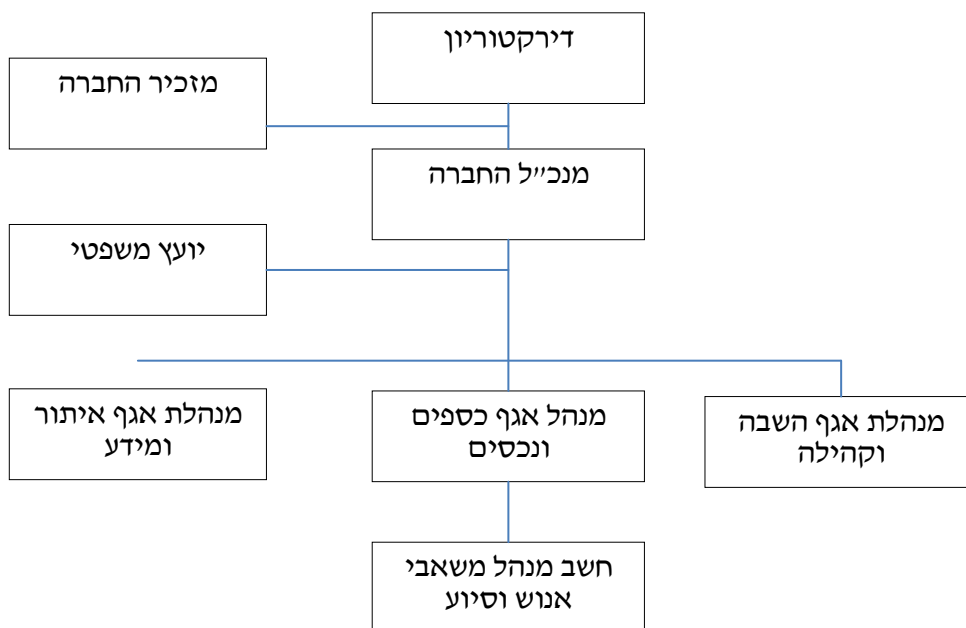 דירקטוריון
מזכיר החברה
מנכ״ל החברה
יועץ משפטי
מנהלת אגף השבה
וקהילה
מנהל אגף כספים
ונכסים
מנהלת אגף איתור
ומידע
חשב מנהל משאבי
אנוש וסיוע